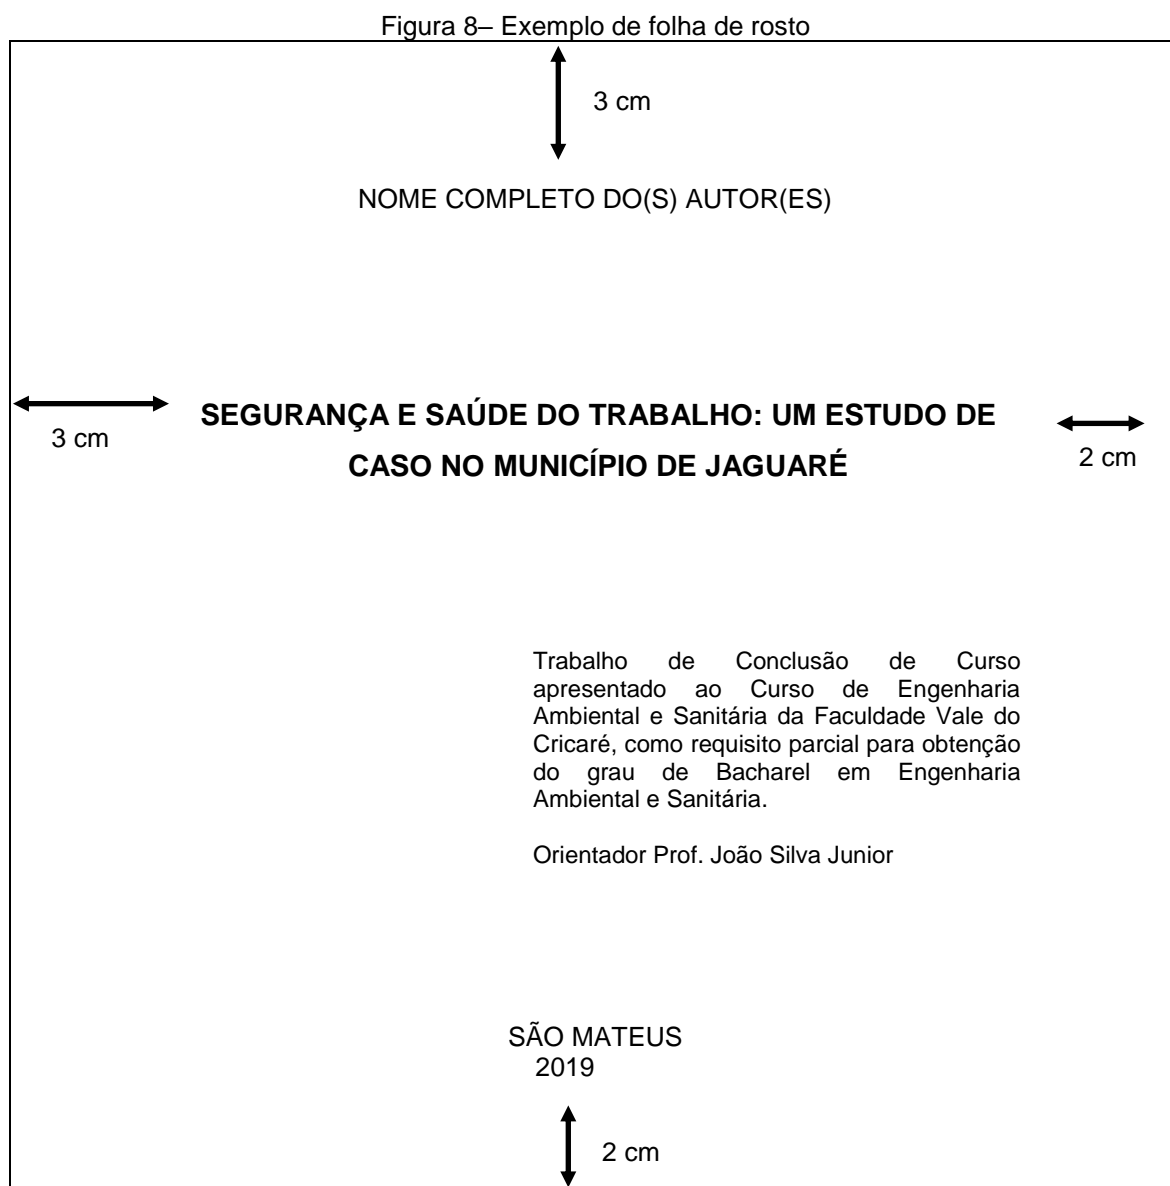 Figura 8– Exemplo de folha de rosto
3 cm
NOME COMPLETO DO(S) AUTOR(ES)
SEGURANÇA E SAÚDE DO TRABALHO: UM ESTUDO DE
3 cm
CASO NO MUNICÍPIO DE JAGUARÉ
2 cm
Trabalho de Conclusão de Curso
apresentado ao Curso de Engenharia
Ambiental e Sanitária da Faculdade Vale do
Cricaré, como requisito parcial para obtenção
do grau de Bacharel em Engenharia
Ambiental e Sanitária.
Orientador Prof. João Silva Junior
SÃO MATEUS
2019
2 cm